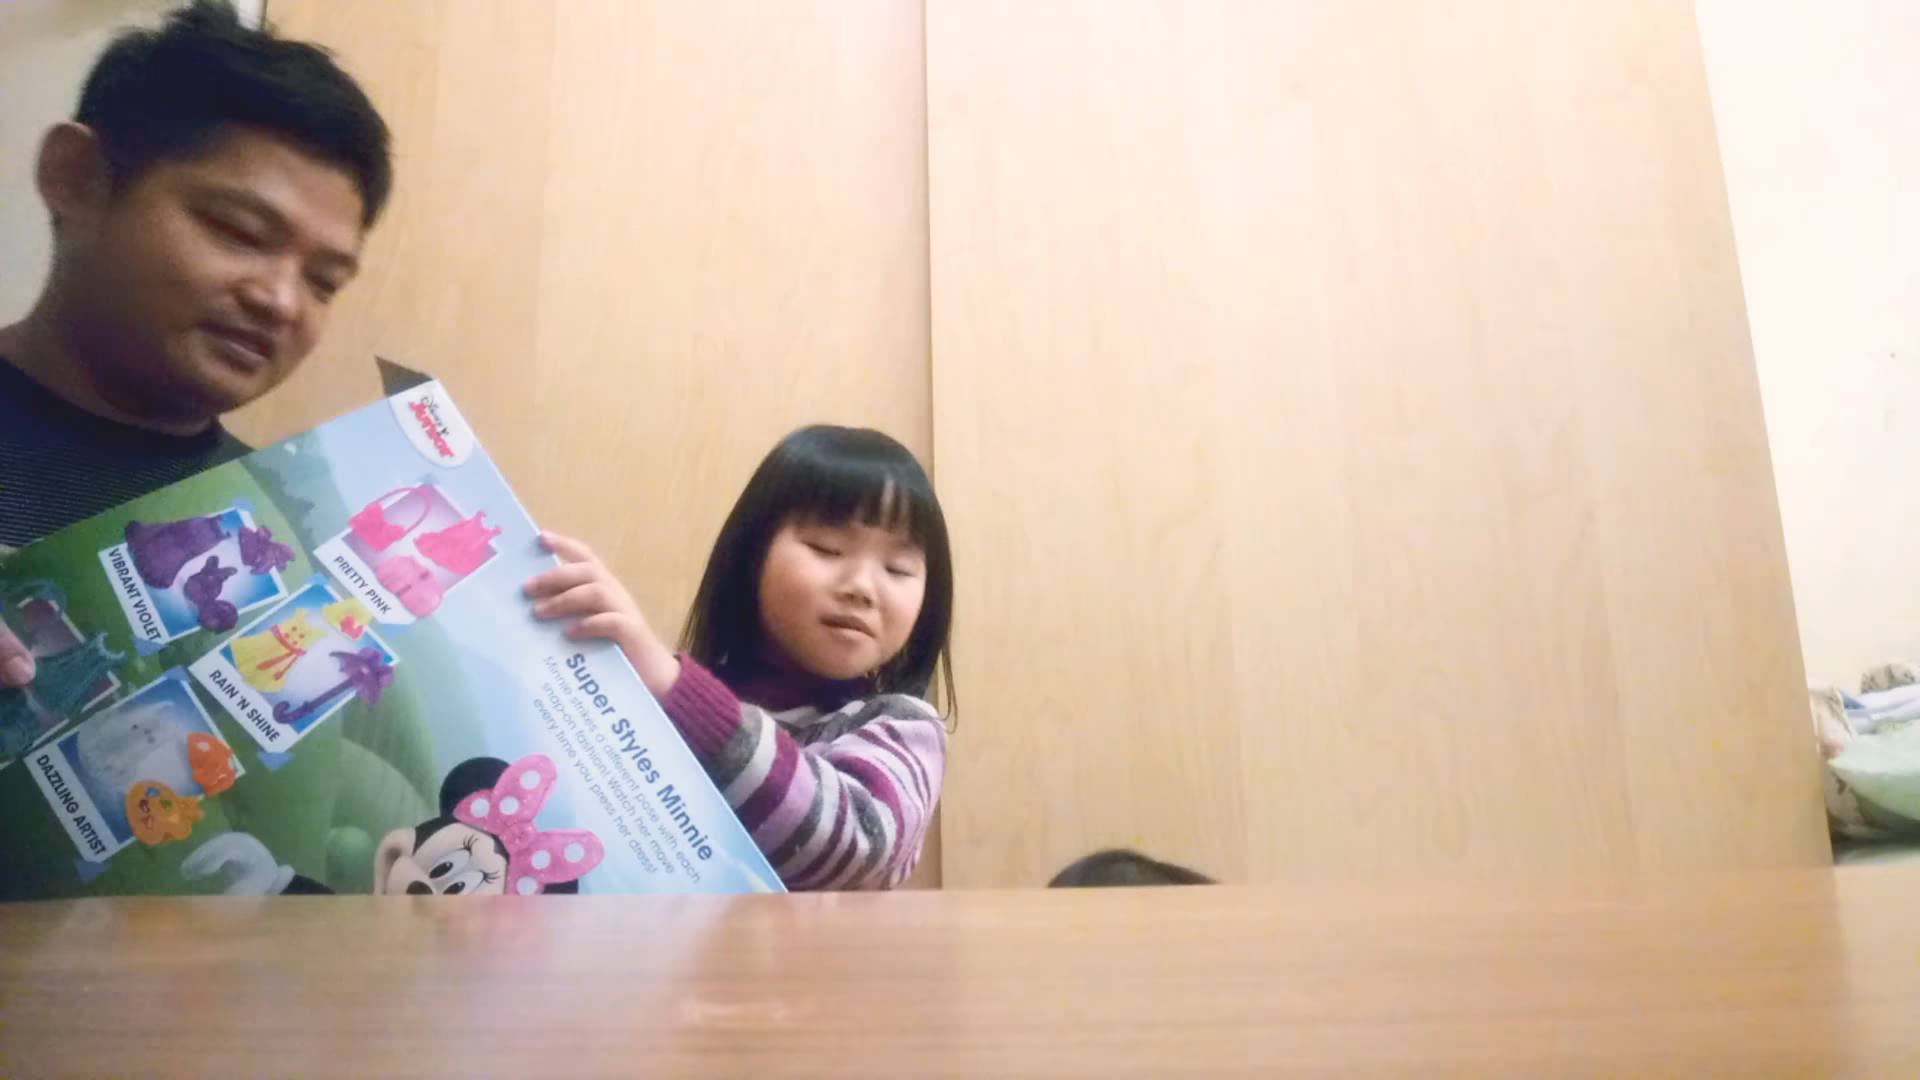 Disney
Junior
PRETTY PINK
VIBRANT VIOLET
RAIN 'N SHINE
DAZZLING ARTIST
Super Styles Minnie
Minnie strikes a different pose with each
snap-on fashion! Watch her move
every time you press her dress!